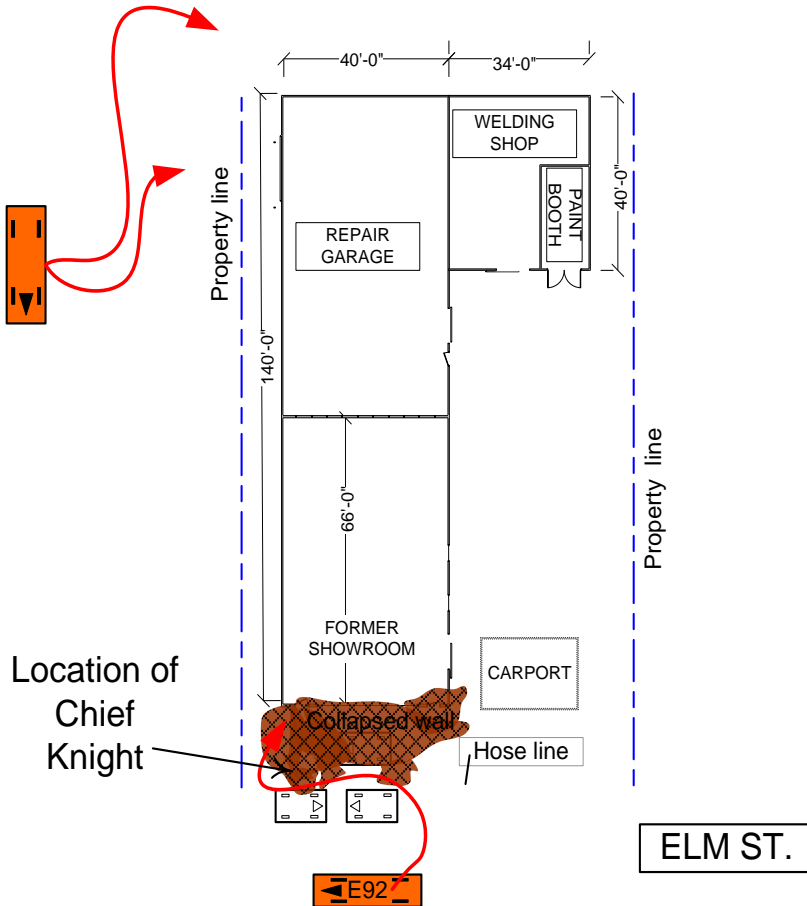 40'-0"
34'-0"
WELDING
SHOP
PAINT
BOOTH
40'-0"
Property line
REPAIR
GARAGE
140'-0"
66'-0"
Property line
FORMER
SHOWROOM
CARPORT
Location of
Chief
Knight
Collapsed wall
Hose line
ELM ST.
E92